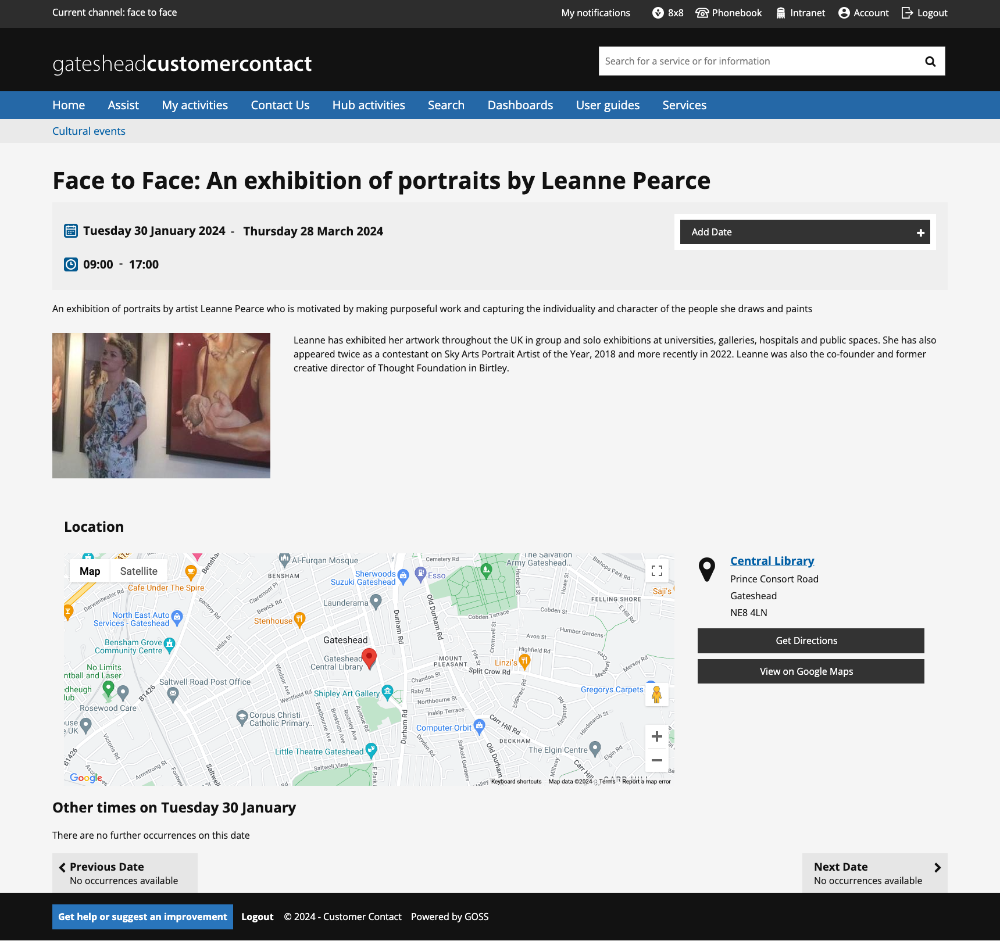 Current channel: face to face
My notifications
8x8
Phonebook
Intranet
Account
Logout
gatesheadcustomercontact
Search for a service or for information
Home
Assist
My activities
Contact Us
Hub activities
Search
Dashboards
User guides
Services
Cultural events
Face to Face: An exhibition of portraits by Leanne Pearce
Tuesday 30 January 2024 - Thursday 28 March 2024
Add Date
09:00 - 17:00
An exhibition of portraits by artist Leanne Pearce who is motivated by making purposeful work and capturing the individuality and character of the people she draws and paints
Leanne has exhibited her artwork throughout the UK in group and solo exhibitions at universities, galleries, hospitals and public spaces. She has also
appeared twice as a contestant on Sky Arts Portrait Artist of the Year, 2018 and more recently in 2022. Leanne was also the co-founder and former
creative director of Thought Foundation in Birtley.
Location
Map
Satellite
Al-Furqan Mosque
BENSHAM
Cafe Under The Spire
Derwentwater Rd
Rectory Rd
Claremont Pl
Bewick Rd
Sherwoods
Suzuki Gateshead
Esso
Cemetery Rd
The Salvation
Army Gateshead...
Herbert St
Howe St
Bishops Park Rd
Saji's
FELLING SHORE
E Hill Rd
Launderama
Stenhouse
North East Auto
Services - Gateshead
Bensham Grove
Community Centre
Hilda St
Durham Rd
Old Durham Rd
Cobden Terrace
Cobden St
Cromwell St
Avon St
Humber Gardens
Highfield Rd
Gateshead
Gateshead
Central Library
MOUNT
PLEASANT
Fife St
Linzi's
Split Crow Rd
Medway
Mersey Rd
No Limits
ntball and Laser
edheugh
lub
Rosewood Care
ouse
e UK
B1426
Saltwell Road Post Office
Windsor Ave
Westfield Rd
Shipley Art Gallery
Chandos St
Raby St
Northbourne St
Inskip Terrace
Edgeware Rd
Gregorys Carpets
Kingston Rd
Hindmarch St
Corpus Christi
Catholic Primary...
Eastbourne Ave
Brinkburn Ave
Rodsley Ave
Avenue Rd
Durham Rd
Computer Orbit
Carr Hill Rd
DECKHAM
Dryden Rd
Salkeld Gardens
Old Durham
The Elgin Centre
Elgin Rd
Millway
Little Theatre Gateshead
Saltwell View
E Park
Victoria Rd
Armstrong St
B1426
Saltwell
CARR HILL
Google
Keyboard shortcuts
Map data ©2024
Terms
Report a map error
Central Library
Prince Consort Road
Gateshead
NE8 4LN
Get Directions
View on Google Maps
Other times on Tuesday 30 January
There are no further occurrences on this date
Previous Date
No occurrences available
Next Date
No occurrences available
Get help or suggest an improvement
Logout
© 2024 - Customer Contact
Powered by GOSS